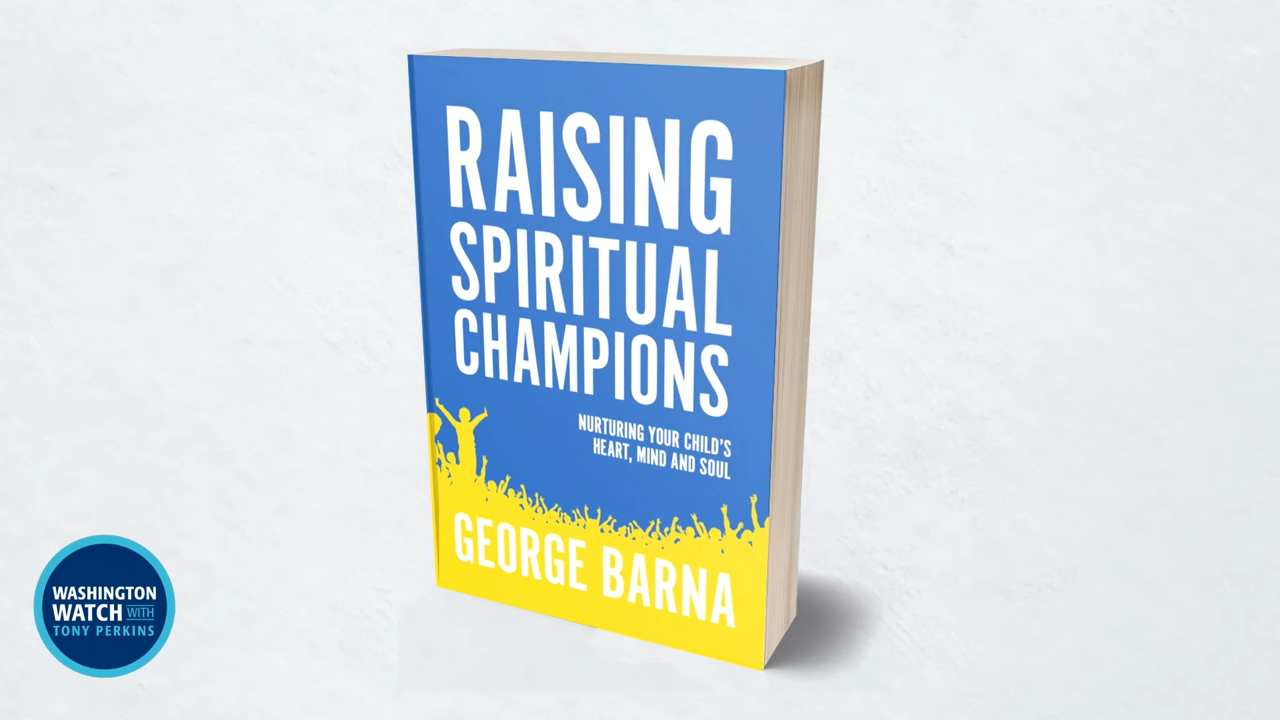 RAISING
SPIRITUAL
CHAMPIONS
NURTURING YOUR CHILD'S
HEART, MIND AND SOUL
GEORGE BARNA
WASHINGTON
WATCH WITH
TONY PERKINS